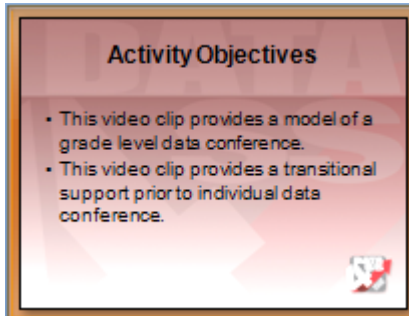 Activity Objectives
• This video clip provides a model of a
grade level data conference.
• This video clip provides a transitional
support prior to individual data
conference.
DATA